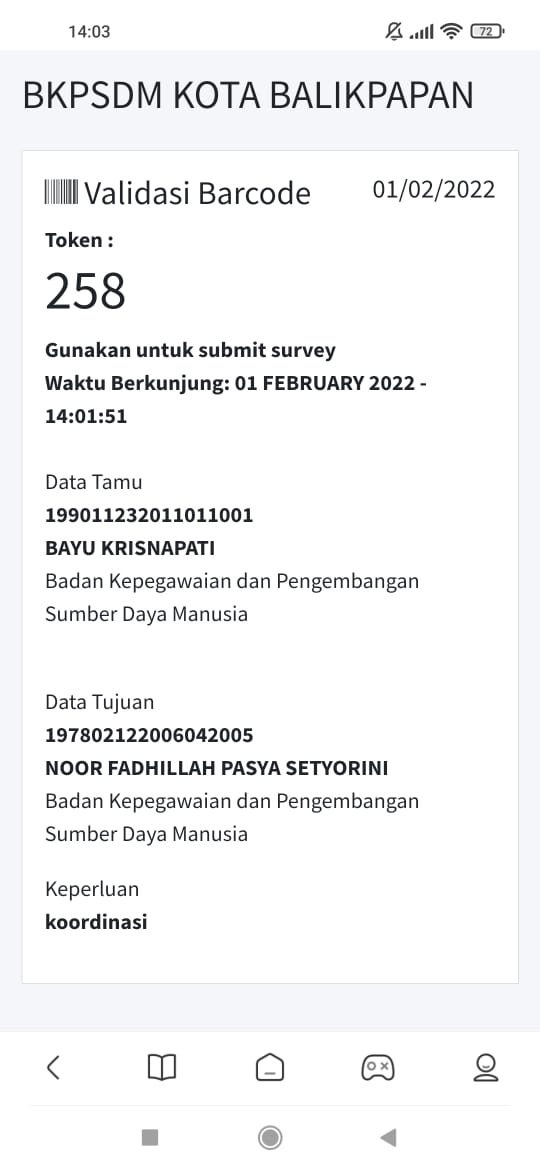 14:03
72
BKPSDM KOTA BALIKPAPAN
Validasi Barcode
01/02/2022
Token :
258
Gunakan untuk submit survey
Waktu Berkunjung: 01 FEBRUARY 2022 -
14:01:51
Data Tamu
199011232011011001
BAYU KRISNAPATI
Badan Kepegawaian dan Pengembangan
Sumber Daya Manusia
Data Tujuan
197802122006042005
NOOR FADHILLAH PASYA SETYORINI
Badan Kepegawaian dan Pengembangan
Sumber Daya Manusia
Keperluan
koordinasi